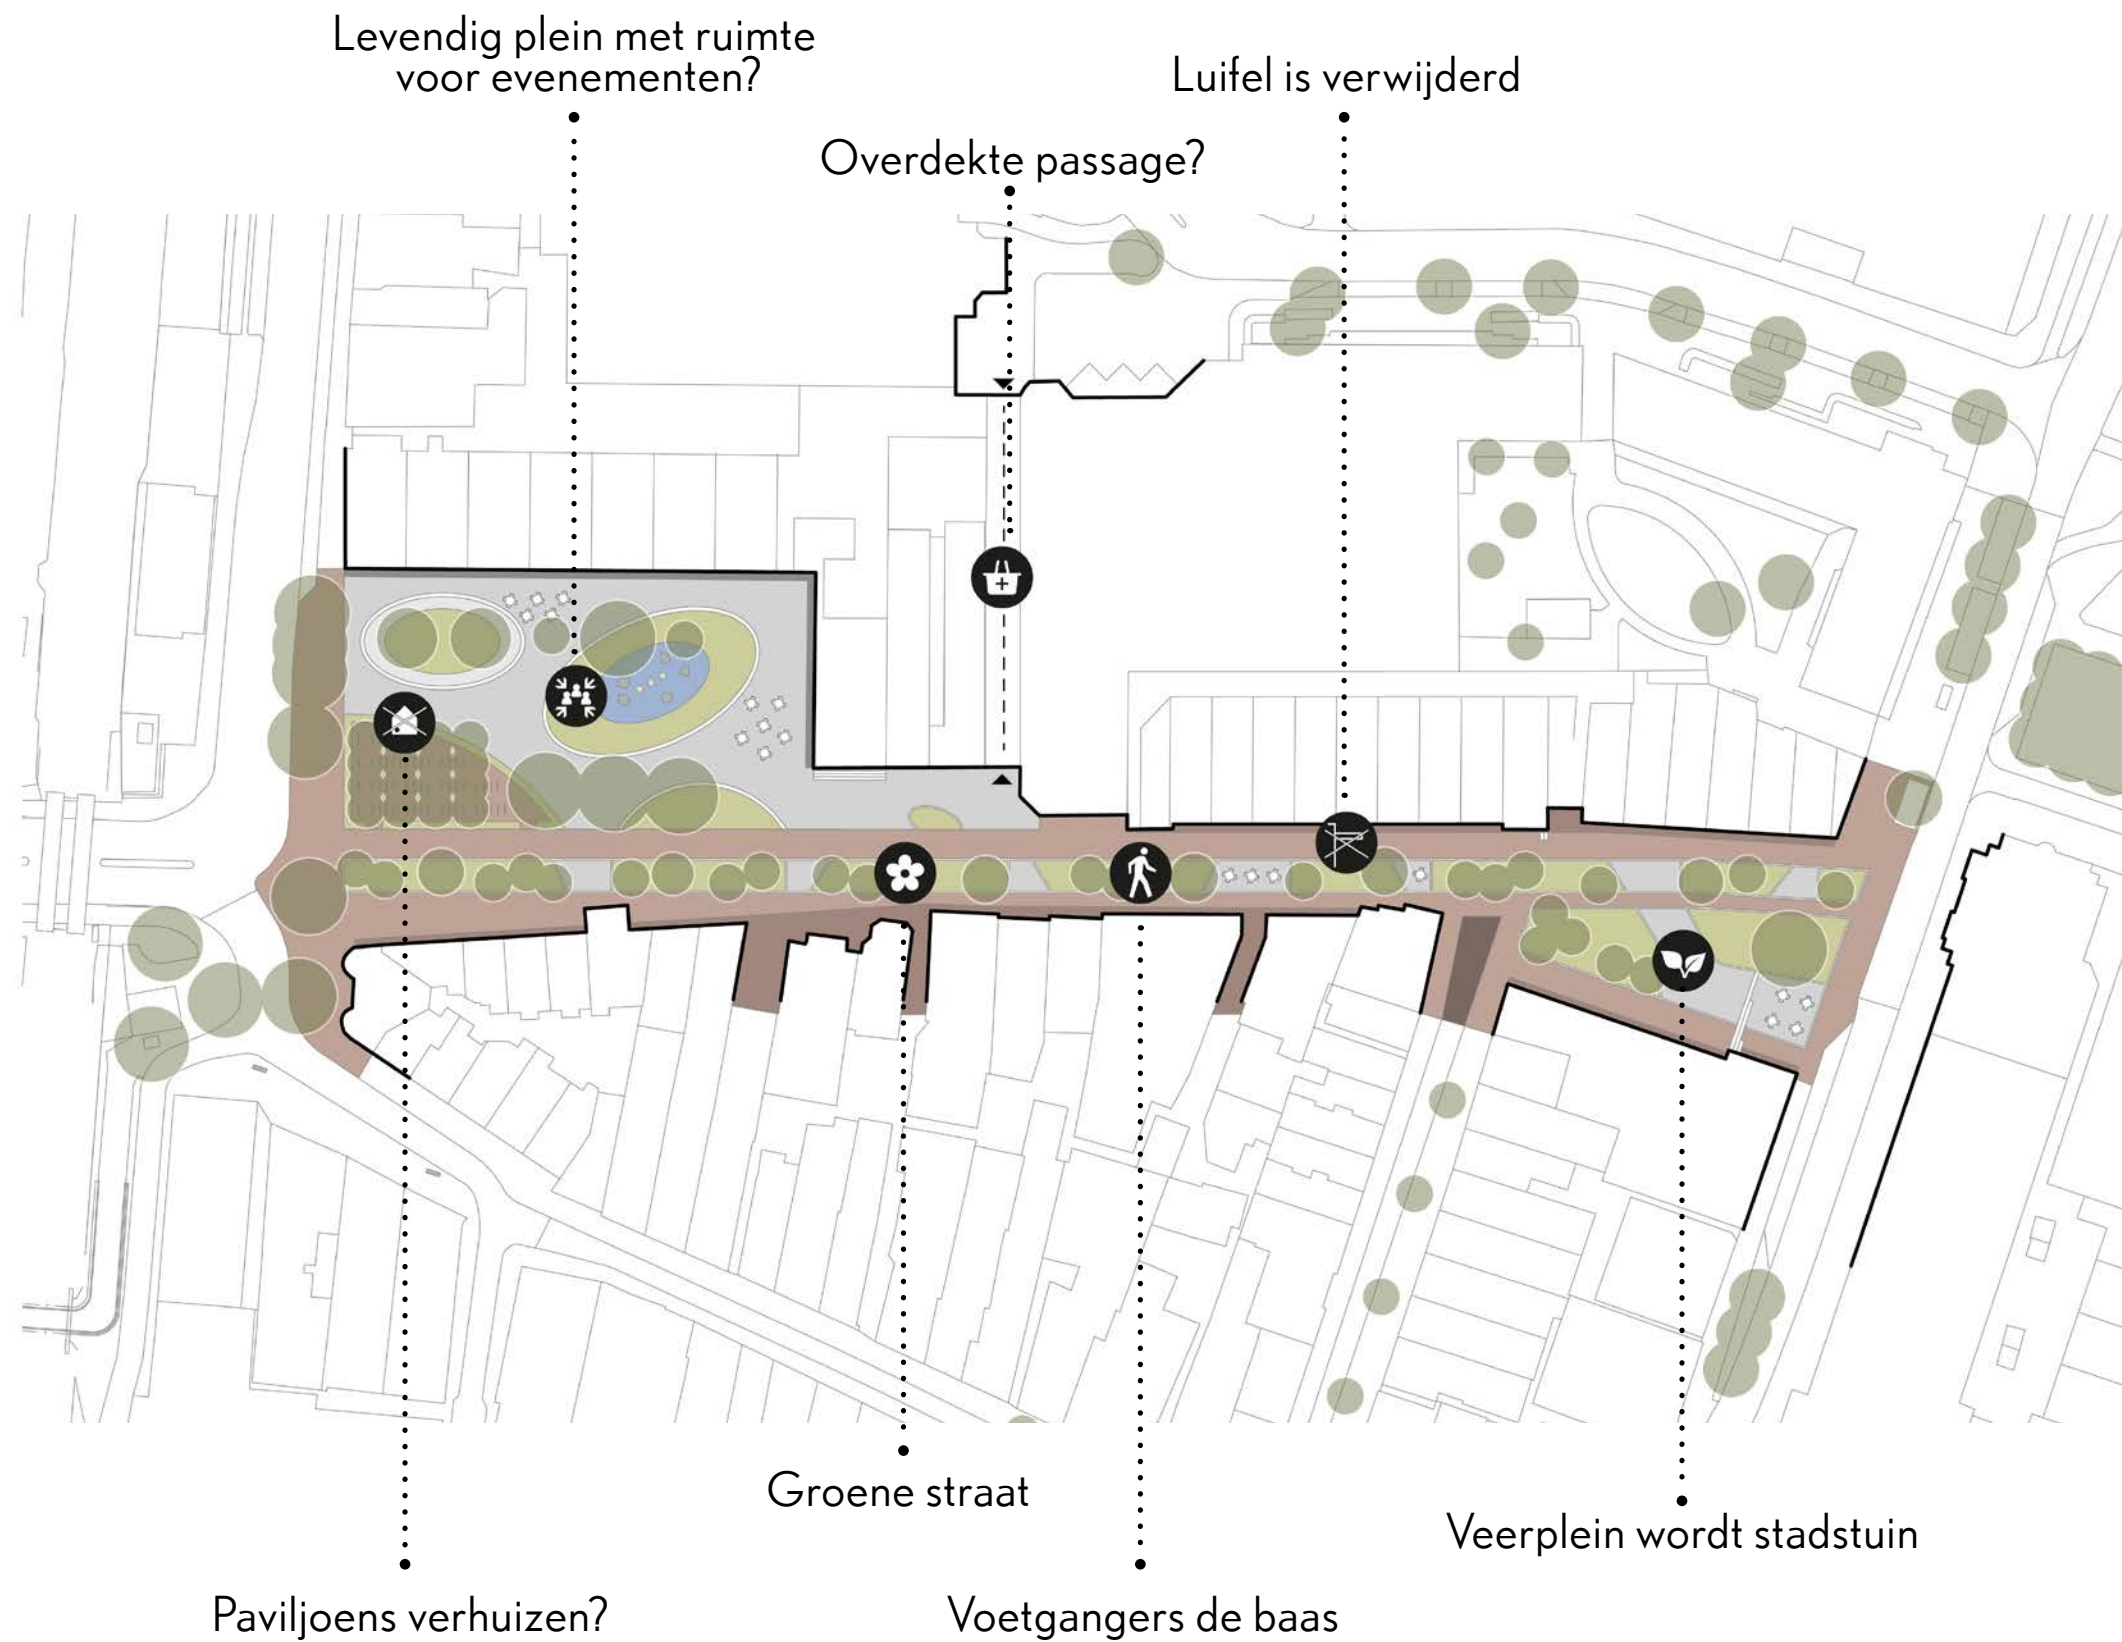 Levendig plein met ruimte
voor evenementen?
Luifel is verwijderd
Overdekte passage?
Groene straat
Veerplein wordt stadstuin
Paviljoens verhuizen?
Voetgangers de baas